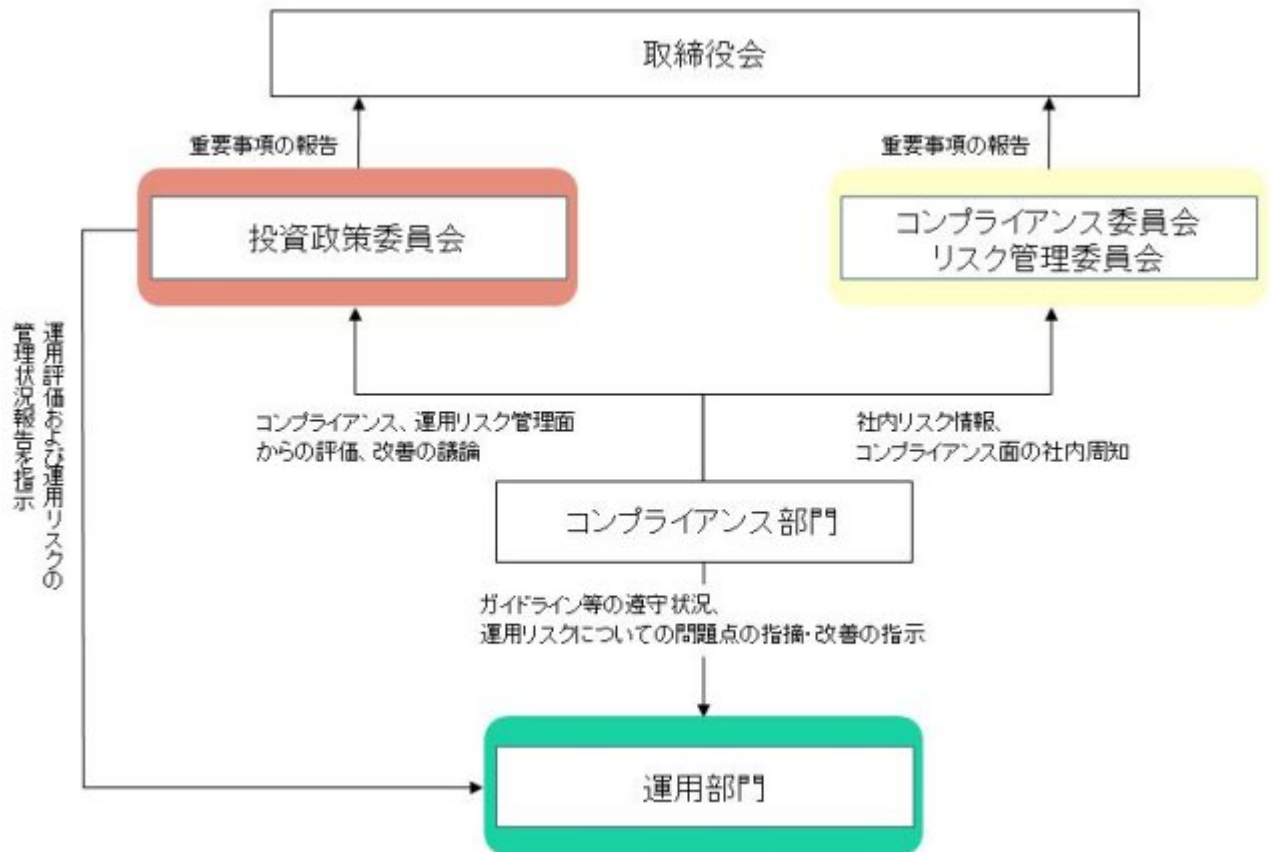 取締役会
重要事項の報告
重要事項の報告
投資政策委員会
コンプライアンス委員会
リスク管理委員会
運用評価および運用リスクの
管理状況報告を指示
コンプライアンス、運用リスク管理面
からの評価、改善の議論
社内リスク情報、
コンプライアンス面の社内周知
コンプライアンス部門
ガイドライン等の遵守状況、
運用リスクについての問題点の指摘・改善の指示
運用部門